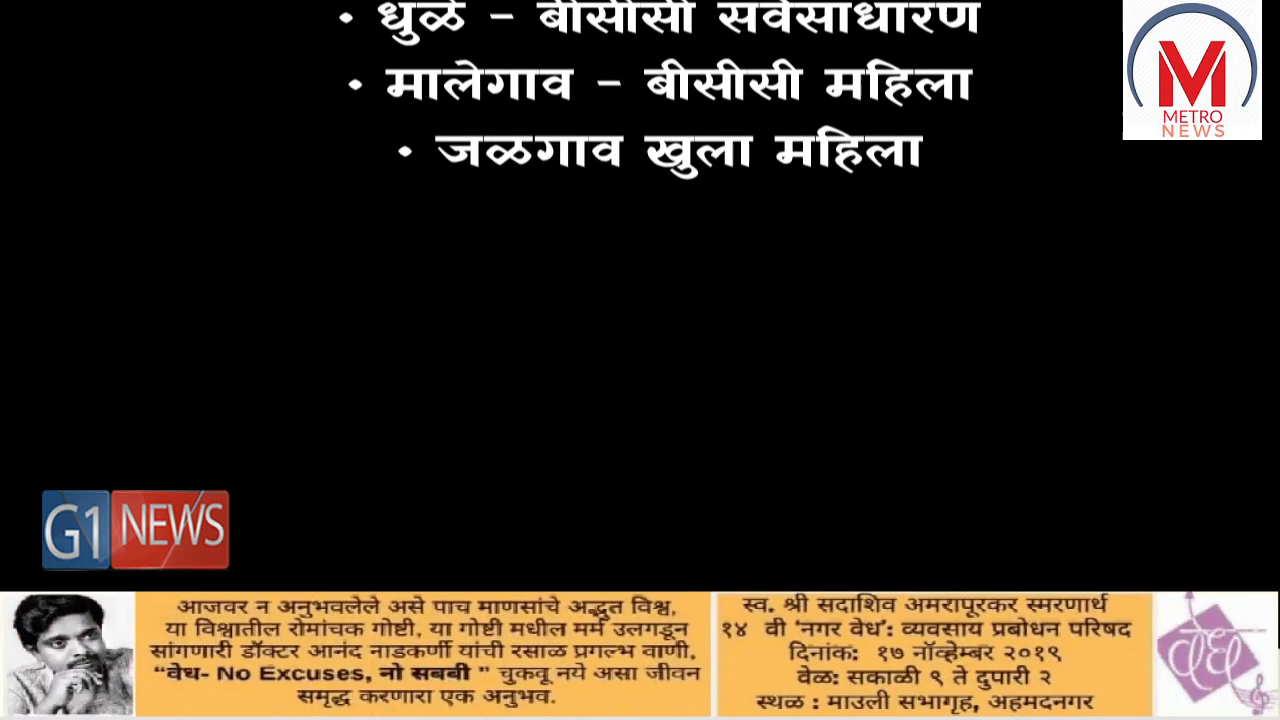 • धुळे – बीसीसी सर्वसाधारण
• मालेगाव – बीसीसी महिला
• जळगाव खुला महिला
M
METRO
NEWS
G1 NEWS
आजवर न अनुभवलेले असे पाच माणसांचे अद्भुत विश्व,
या विश्वातील रोमांचक गोष्टी, या गोष्टी मधील मर्म उलगडून
सांगणारी डॉक्टर आनंद नाडकर्णी यांची रसाळ प्रगल्भ वाणी,
“वेध- No Excuses, नो सबबी ” चुकवू नये असा जीवन
समृद्ध करणारा एक अनुभव.
स्व. श्री सदाशिव अमरापूरकर स्मरणार्थ
१४ वी ‘नगर वेध’: व्यवसाय प्रबोधन परिषद
दिनांक: १७ नॉव्हेम्बर २०१९
वेळ: सकाळी ९ ते दुपारी २
स्थळ : माउली सभागृह, अहमदनगर